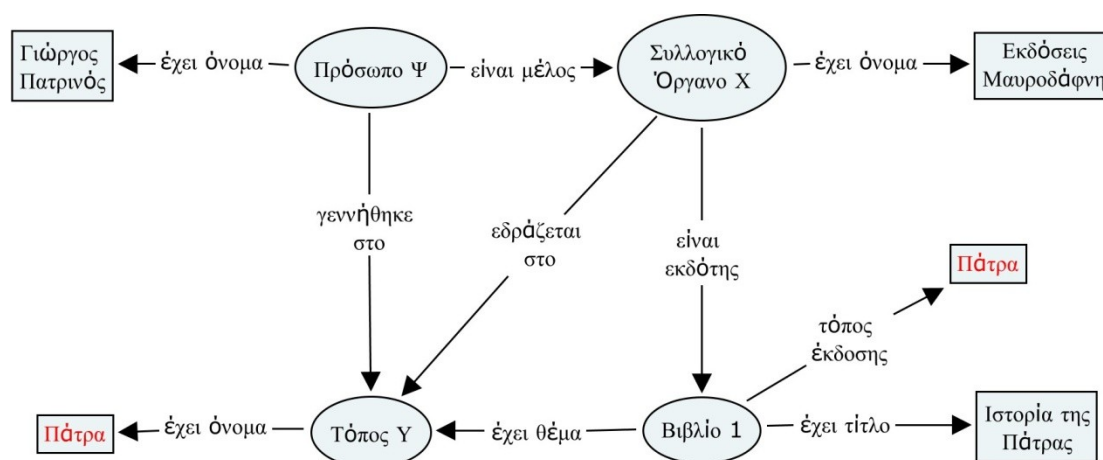 Γιώργος
Πατρινός
έχει όνομα
Πρόσωπο Ψ
είναι μέλος
Συλλογικό
Όργανο Χ
έχει όνομα
Εκδόσεις
Μαυροδάφνη
γεννήθηκε
στο
εδράζεται
στο
είναι
εκδότης
Πάτρα
τόπος
έκδοσης
Πάτρα
έχει όνομα
Τόπος Υ
έχει θέμα
Βιβλίο 1
έχει τίτλο
Ιστορία της
Πάτρας